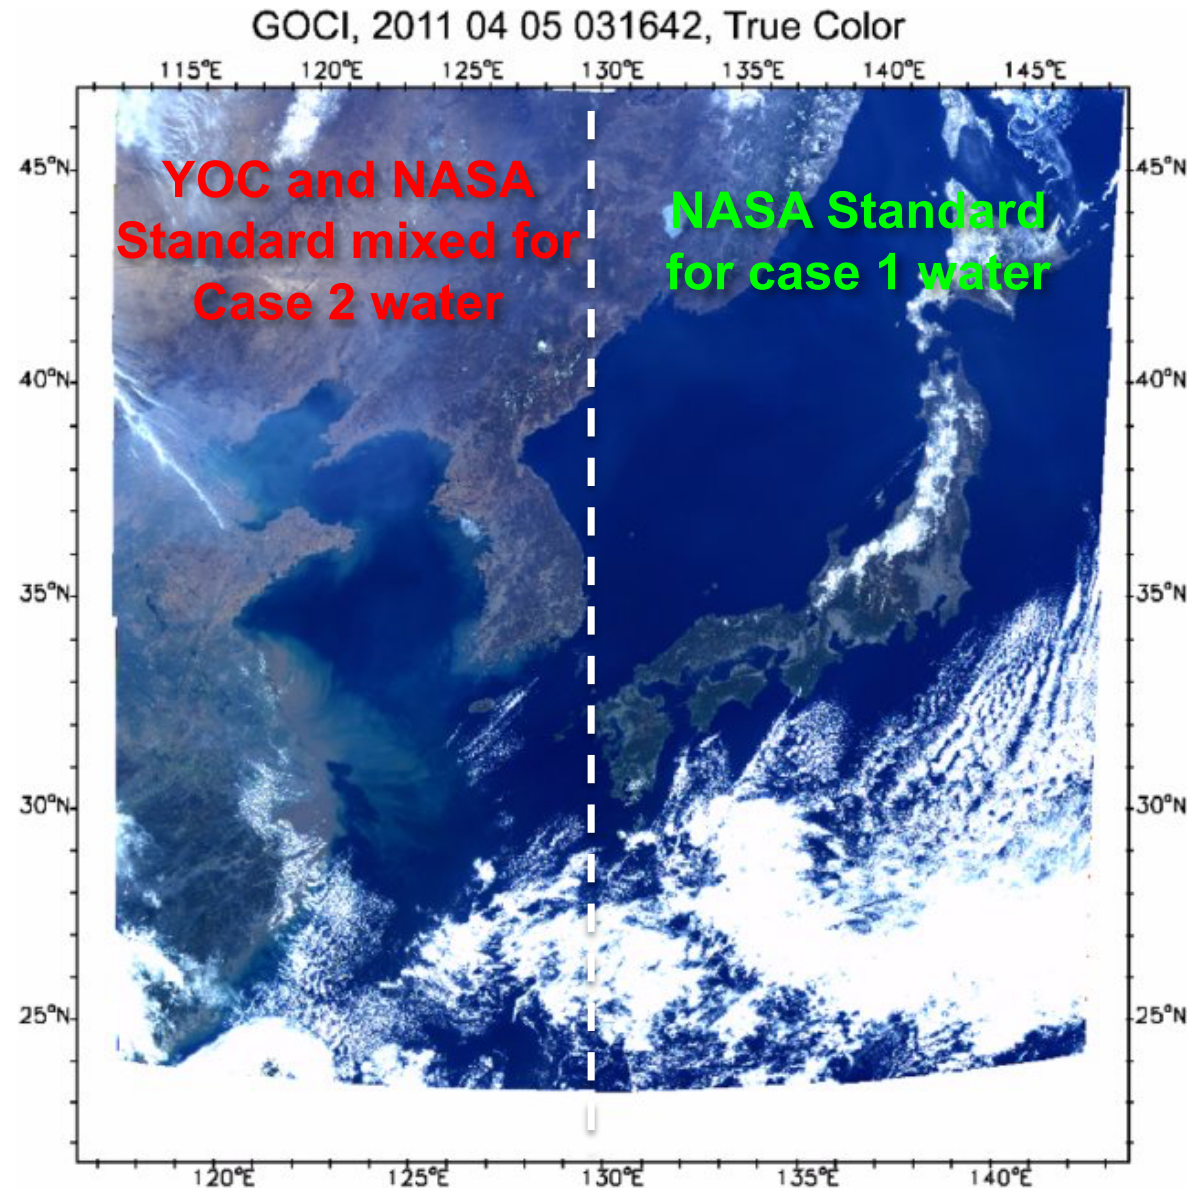 GOCI, 2011 04 05 031642, True Color
115°E 120°E 125°E 130°E 135°E 140°E 145°E
45°N 45°N
YOC and NASA
Standard mixed for
Case 2 water
NASA Standard
for case 1 water
40°N 40°N
35°N 35°N
30°N 30°N
25°N 25°N
120°E 125°E 130°E 135°E 140°E